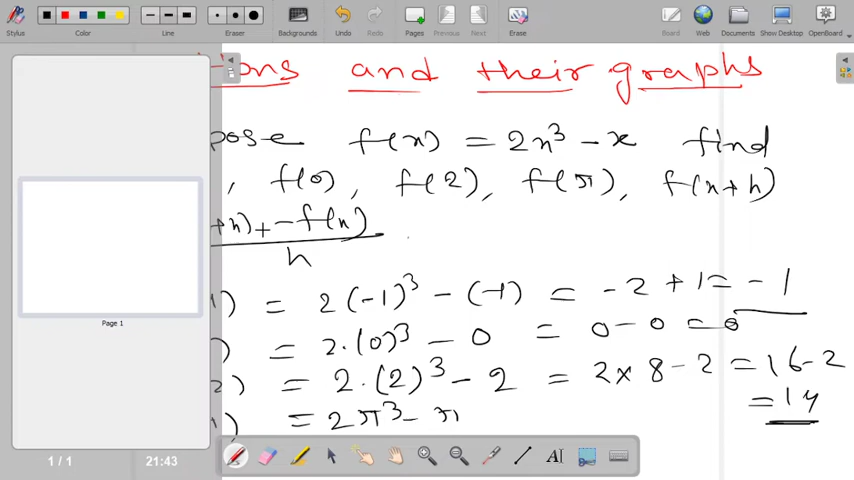 Stylus Color Line Eraser Backgrounds Undo Redo Pages Previous Next Erase Board Web Documents Show Desktop OpenBoard
tions and their graphs
pose f(x) = 2x³ - x find
, f(0), f(2), f(π), f(x+h)
+h) + -f(x)
h
1) = 2(-1)³ - (-1) = -2 + 1 = -1
) = 2.(0)³ - 0 = 0 - 0 = 0
2) = 2.(2)³ - 2 = 2 x 8 - 2 = 16 - 2
= 14
) = 2π³ - π
Page 1
1 / 1 21:43